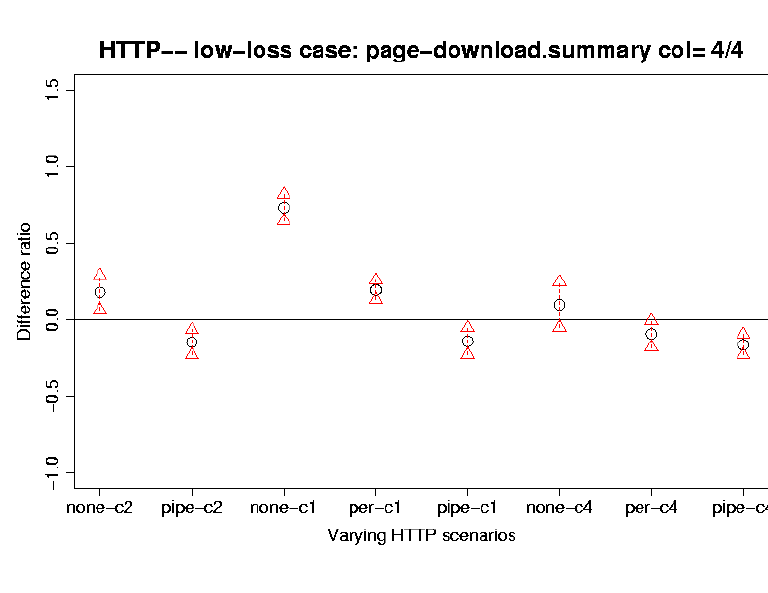 HTTP-- low-loss case: page-download.summary col= 4/4
Difference ratio
1.5
1.0
0.5
0.0
-0.5
-1.0
none-c2 pipe-c2 none-c1 per-c1 pipe-c1 none-c4 per-c4 pipe-c4
Varying HTTP scenarios